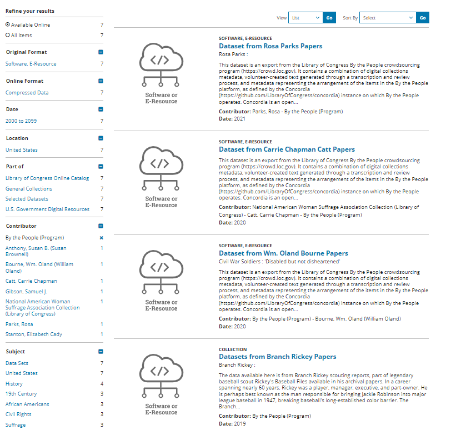 Refine your results
Available Online 7
All Items 7
Original Format
Software, E-Resource 7
Online Format
Compressed Data 7
Date
2000 to 2099 7
Location
United States 7
Part of
Library of Congress Online Catalog 7
General Collections 7
Selected Datasets 7
U.S. Government Digital Resources 7
Contributor
By the People (Program)
Anthony, Susan B. (Susan 1
Brownell)
Bourne, Wm. Oland (William 1
Oland)
Catt, Carrie Chapman 1
Gibson, Samuel J. 1
National American Woman 1
Suffrage Association Collection
(Library of Congress)
Parks, Rosa 1
Stanton, Elizabeth Cady 1
Subject
Data Sets 7
United States 7
History 4
19th Century 3
African Americans 3
Civil Rights 3
Suffrage 3
View List Go Sort By Select Go
SOFTWARE, E-RESOURCE
Dataset from Rosa Parks Papers
Rosa Parks :
This dataset is an export from the Library of Congress By the People crowdsourcing
program (https://crowd.loc.gov). It contains a combination of digital collections
metadata, volunteer-created text generated through a transcription and review
process, and metadata representing the arrangement of the items in the By the People
platform, as defined by the Concordia
(https://github.com/LibraryOfCongress/concordia) instance on which By the People
operates. Concordia is an open...
Contributor: Parks, Rosa - By the People (Program)
Date: 2021
Software or
E-Resource
SOFTWARE, E-RESOURCE
Dataset from Carrie Chapman Catt Papers
This dataset is an export from the Library of Congress By the People crowdsourcing
program (https://crowd.loc.gov). It contains a combination of digital collections
metadata, volunteer-created text generated through a transcription and review
process, and metadata representing the arrangement of the items in the By the People
platform, as defined by the Concordia
(https://github.com/LibraryOfCongress/concordia) instance on which By the People
operates. Concordia is an open...
Contributor: National American Woman Suffrage Association Collection (Library of
Congress) - Catt, Carrie Chapman - By the People (Program)
Date: 2020
Software or
E-Resource
SOFTWARE, E-RESOURCE
Dataset from Wm. Oland Bourne Papers
Civil War Soldiers : 'Disabled but not disheartened'
This dataset is an export from the Library of Congress By the People crowdsourcing
program (https://crowd.loc.gov). It contains a combination of digital collections
metadata, volunteer-created text generated through a transcription and review
process, and metadata representing the arrangement of the items in the By the People
platform, as defined by the Concordia
(https://github.com/LibraryOfCongress/concordia) instance on which By the People
operates. Concordia is an open...
Contributor: By the People (Program) - Bourne, Wm. Oland (William Oland)
Date: 2020
Software or
E-Resource
COLLECTION
Datasets from Branch Rickey Papers
Branch Rickey :
The data available here is from Branch Rickey scouting reports, part of legendary
baseball scout Rickey's Baseball Files available in his archival papers. In a career
spanning nearly 60 years, Rickey was a player, manager, executive, and part-owner. He
is perhaps best known as the man responsible for bringing Jackie Robinson into major
league baseball in 1947, breaking baseball's long-established color barrier. The
Branch...
Contributor: By the People (Program)
Date: 2019
Software or
E-Resource